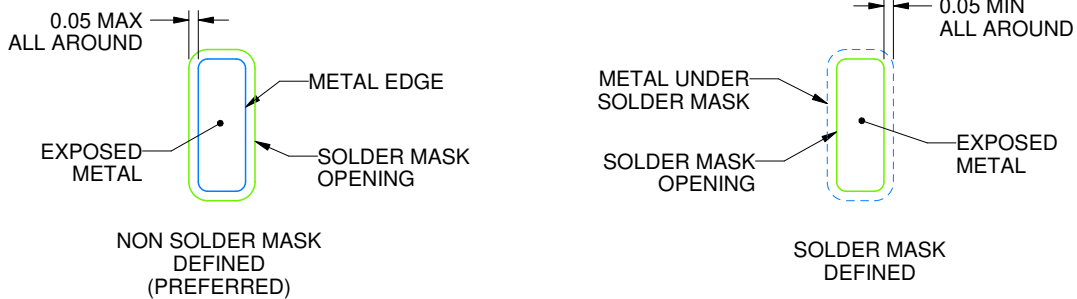 0.05 MAX
ALL AROUND
METAL EDGE
EXPOSED
METAL
SOLDER MASK
OPENING
NON SOLDER MASK
DEFINED
(PREFERRED)
0.05 MIN
ALL AROUND
METAL UNDER
SOLDER MASK
SOLDER MASK
OPENING
EXPOSED
METAL
SOLDER MASK
DEFINED